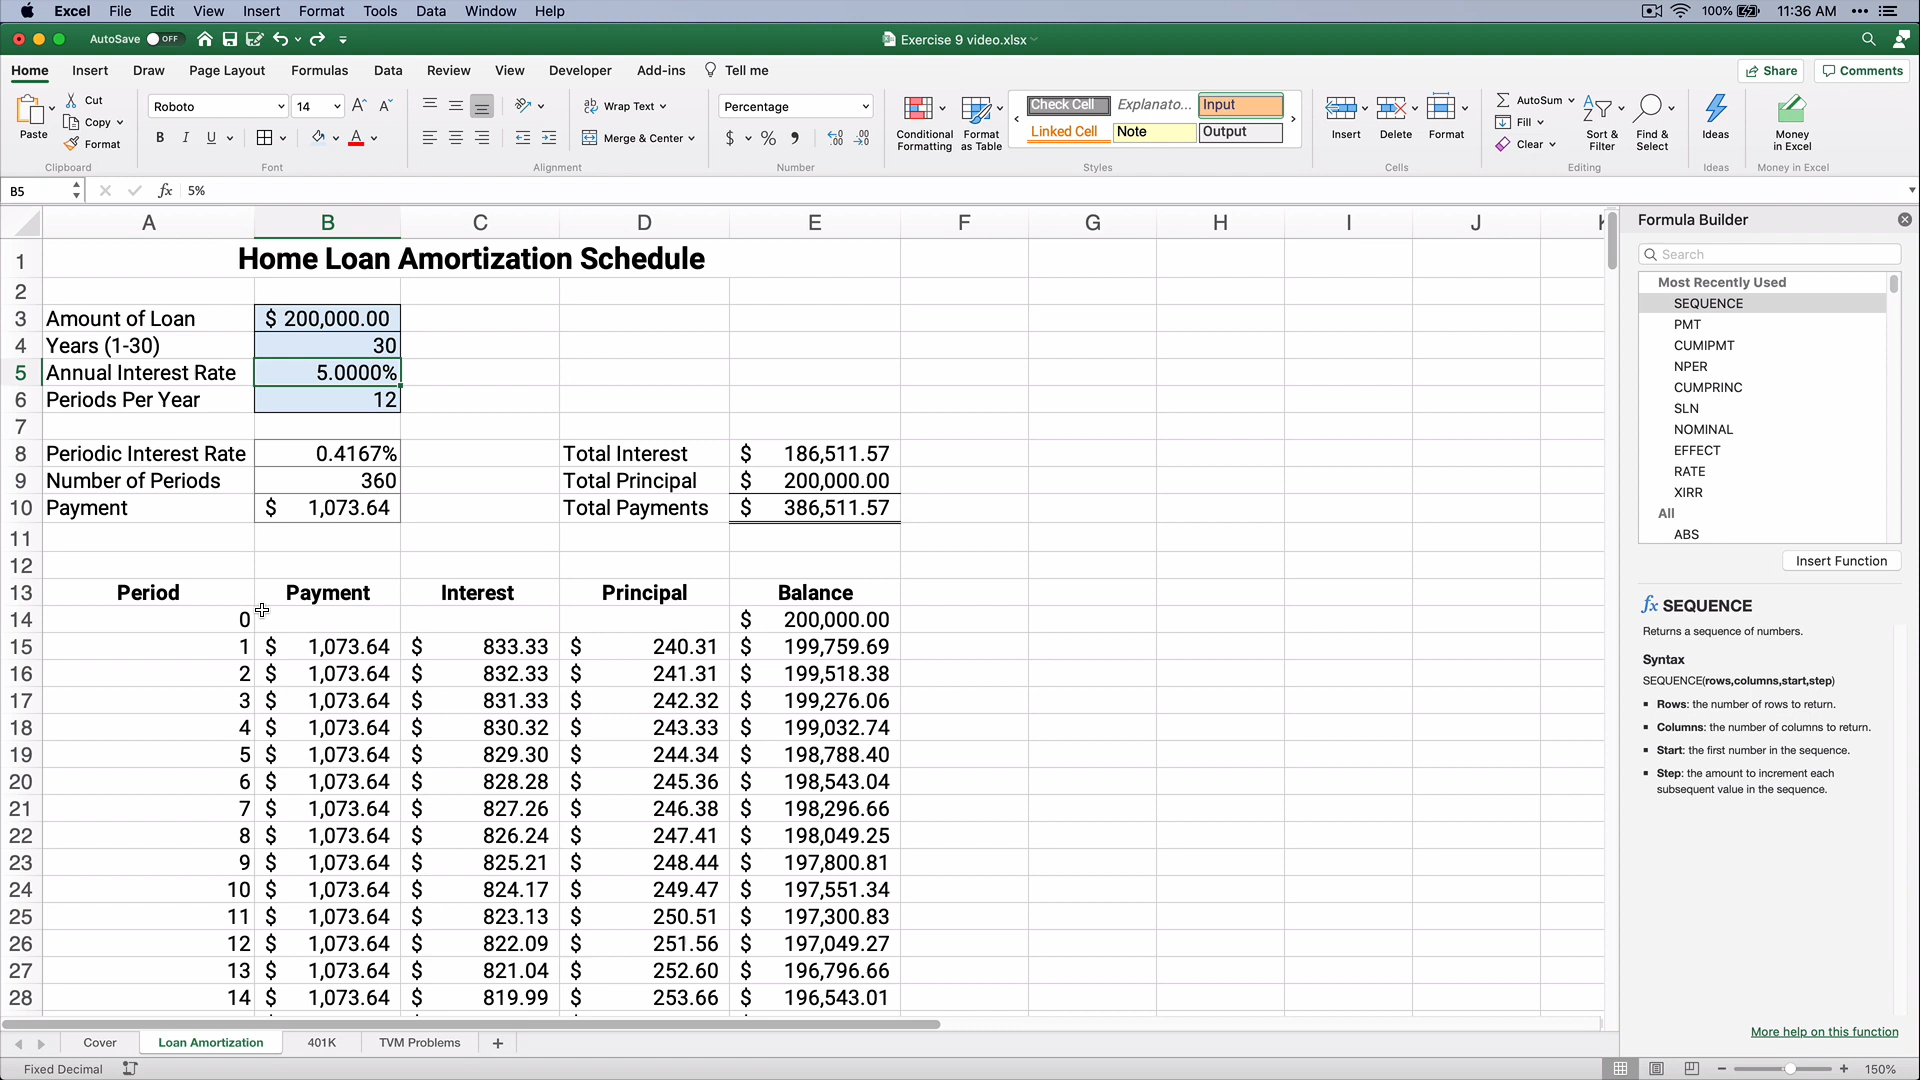 Excel File Edit View Insert Format Tools Data Window Help 100% 11:36 AM
AutoSave OFF Exercise 9 video.xlsx
Home Insert Draw Page Layout Formulas Data Review View Developer Add-ins Tell me Share Comments
Paste Cut Copy Format Roboto 14 Wrap Text Merge & Center Percentage Conditional Formatting Format as Table Check Cell Explanato... Input Linked Cell Note Output Insert Delete Format AutoSum Fill Clear Sort & Filter Find & Select Ideas Money in Excel
B I U A $ % ,
Clipboard Font Alignment Number Styles Cells Editing Ideas Money in Excel
B5 fx 5%
A B C D E F G H I J
1 Home Loan Amortization Schedule
2
3 Amount of Loan $ 200,000.00
4 Years (1-30) 30
5 Annual Interest Rate 5.0000%
6 Periods Per Year 12
7
8 Periodic Interest Rate 0.4167% Total Interest $ 186,511.57
9 Number of Periods 360 Total Principal $ 200,000.00
10 Payment $ 1,073.64 Total Payments $ 386,511.57
11
12
13 Period Payment Interest Principal Balance
14 0 $ 200,000.00
15 1 $ 1,073.64 $ 833.33 $ 240.31 $ 199,759.69
16 2 $ 1,073.64 $ 832.33 $ 241.31 $ 199,518.38
17 3 $ 1,073.64 $ 831.33 $ 242.32 $ 199,276.06
18 4 $ 1,073.64 $ 830.32 $ 243.33 $ 199,032.74
19 5 $ 1,073.64 $ 829.30 $ 244.34 $ 198,788.40
20 6 $ 1,073.64 $ 828.28 $ 245.36 $ 198,543.04
21 7 $ 1,073.64 $ 827.26 $ 246.38 $ 198,296.66
22 8 $ 1,073.64 $ 826.24 $ 247.41 $ 198,049.25
23 9 $ 1,073.64 $ 825.21 $ 248.44 $ 197,800.81
24 10 $ 1,073.64 $ 824.17 $ 249.47 $ 197,551.34
25 11 $ 1,073.64 $ 823.13 $ 250.51 $ 197,300.83
26 12 $ 1,073.64 $ 822.09 $ 251.56 $ 197,049.27
27 13 $ 1,073.64 $ 821.04 $ 252.60 $ 196,796.66
28 14 $ 1,073.64 $ 819.99 $ 253.66 $ 196,543.01
Formula Builder
Search
Most Recently Used
SEQUENCE
PMT
CUMIPMT
NPER
CUMPRINC
SLN
NOMINAL
EFFECT
RATE
XIRR
All
ABS
Insert Function
fx SEQUENCE
Returns a sequence of numbers.
Syntax
SEQUENCE(rows,columns,start,step)
Rows: the number of rows to return.
Columns: the number of columns to return.
Start: the first number in the sequence.
Step: the amount to increment each
subsequent value in the sequence.
More help on this function
Cover Loan Amortization 401K TVM Problems +
Fixed Decimal 150%